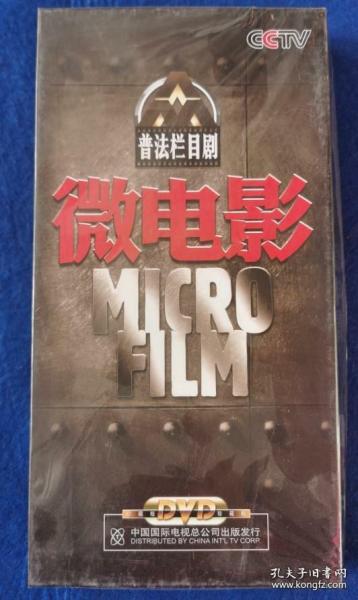 CCTV
普法栏目剧
微电影
MICRO
FILM
DVD
中国国际电视总公司出版发行
DISTRIBUTED BY CHINA INT'L TV CORP.
孔夫子旧书网
www.kongfz.com